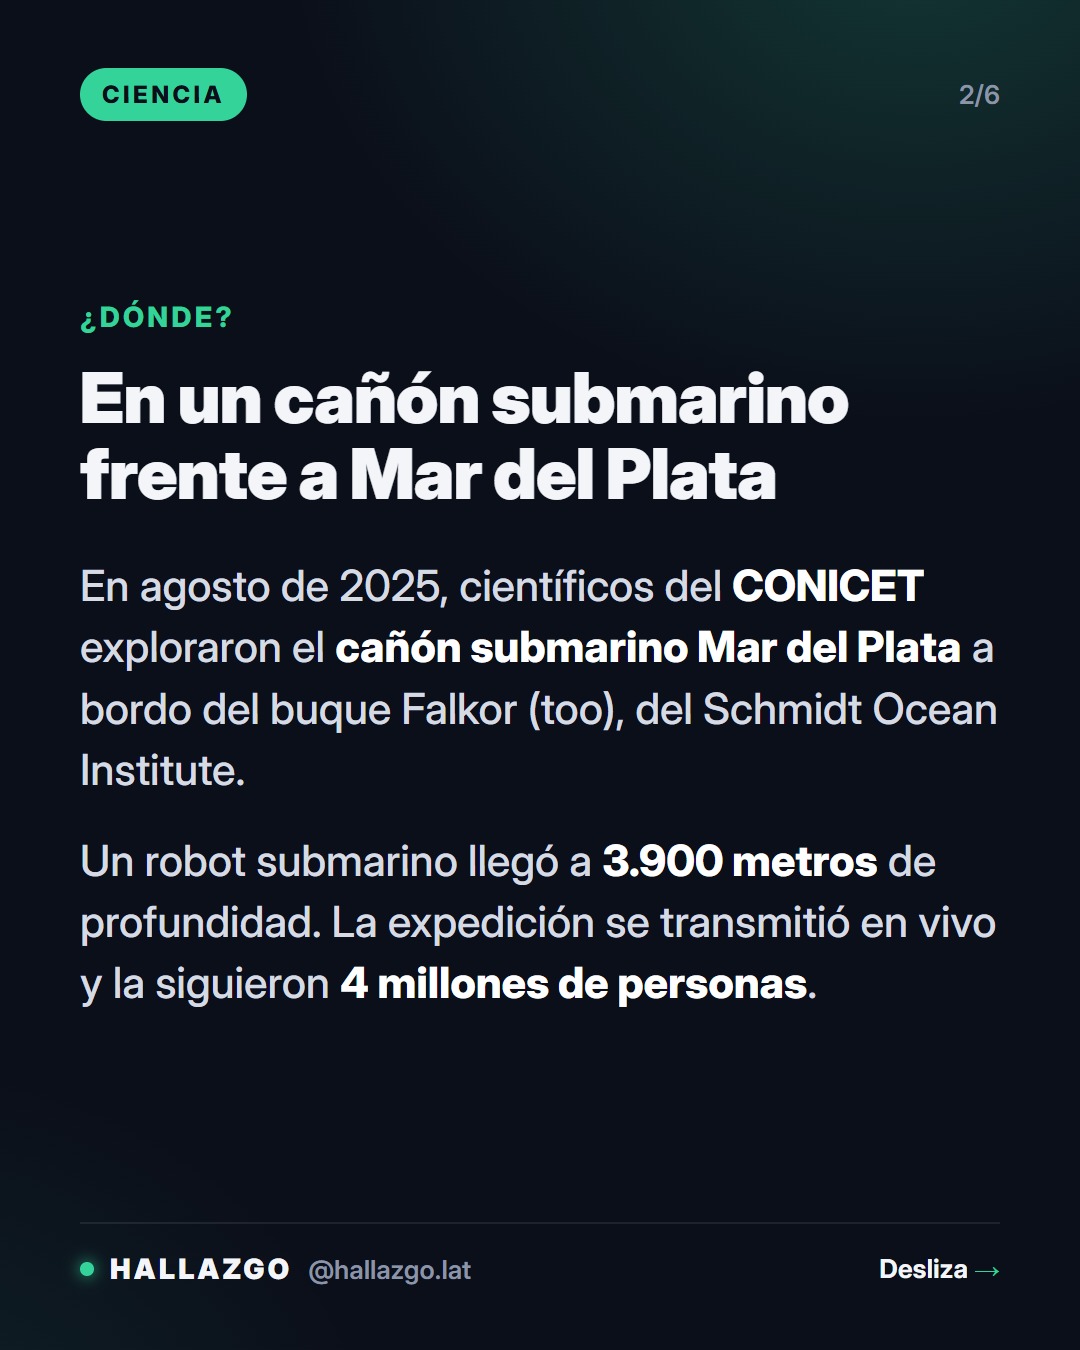 CIENCIA
2/6
¿DÓNDE?
En un cañón submarino
frente a Mar del Plata
En agosto de 2025, científicos del CONICET
exploraron el cañón submarino Mar del Plata a
bordo del buque Falkor (too), del Schmidt Ocean
Institute.
Un robot submarino llegó a 3.900 metros de
profundidad. La expedición se transmitió en vivo
y la siguieron 4 millones de personas.
HALLAZGO @hallazgo.lat
Desliza →